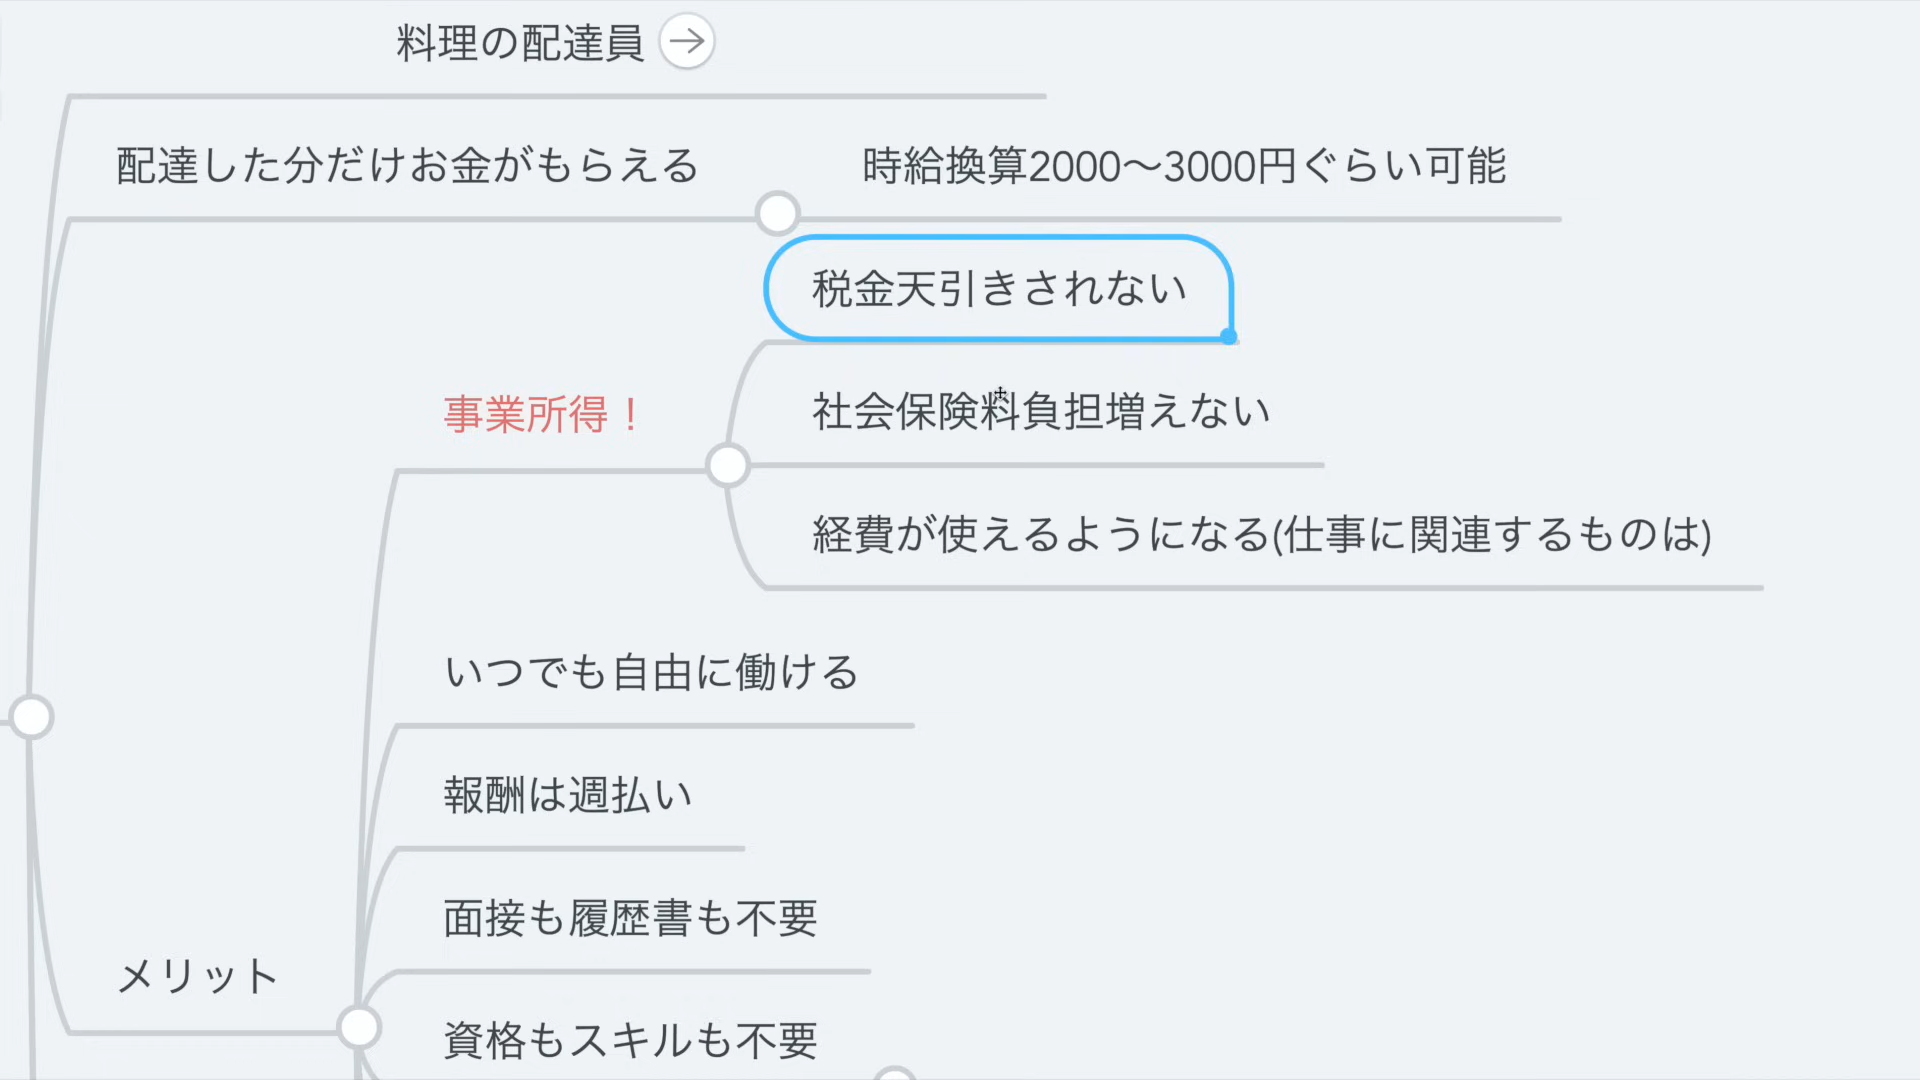 料理の配達員
配達した分だけお金がもらえる
時給換算2000〜3000円ぐらい可能
税金天引きされない
事業所得！
社会保険料負担増えない
経費が使えるようになる(仕事に関連するものは)
いつでも自由に働ける
報酬は週払い
面接も履歴書も不要
メリット
資格もスキルも不要